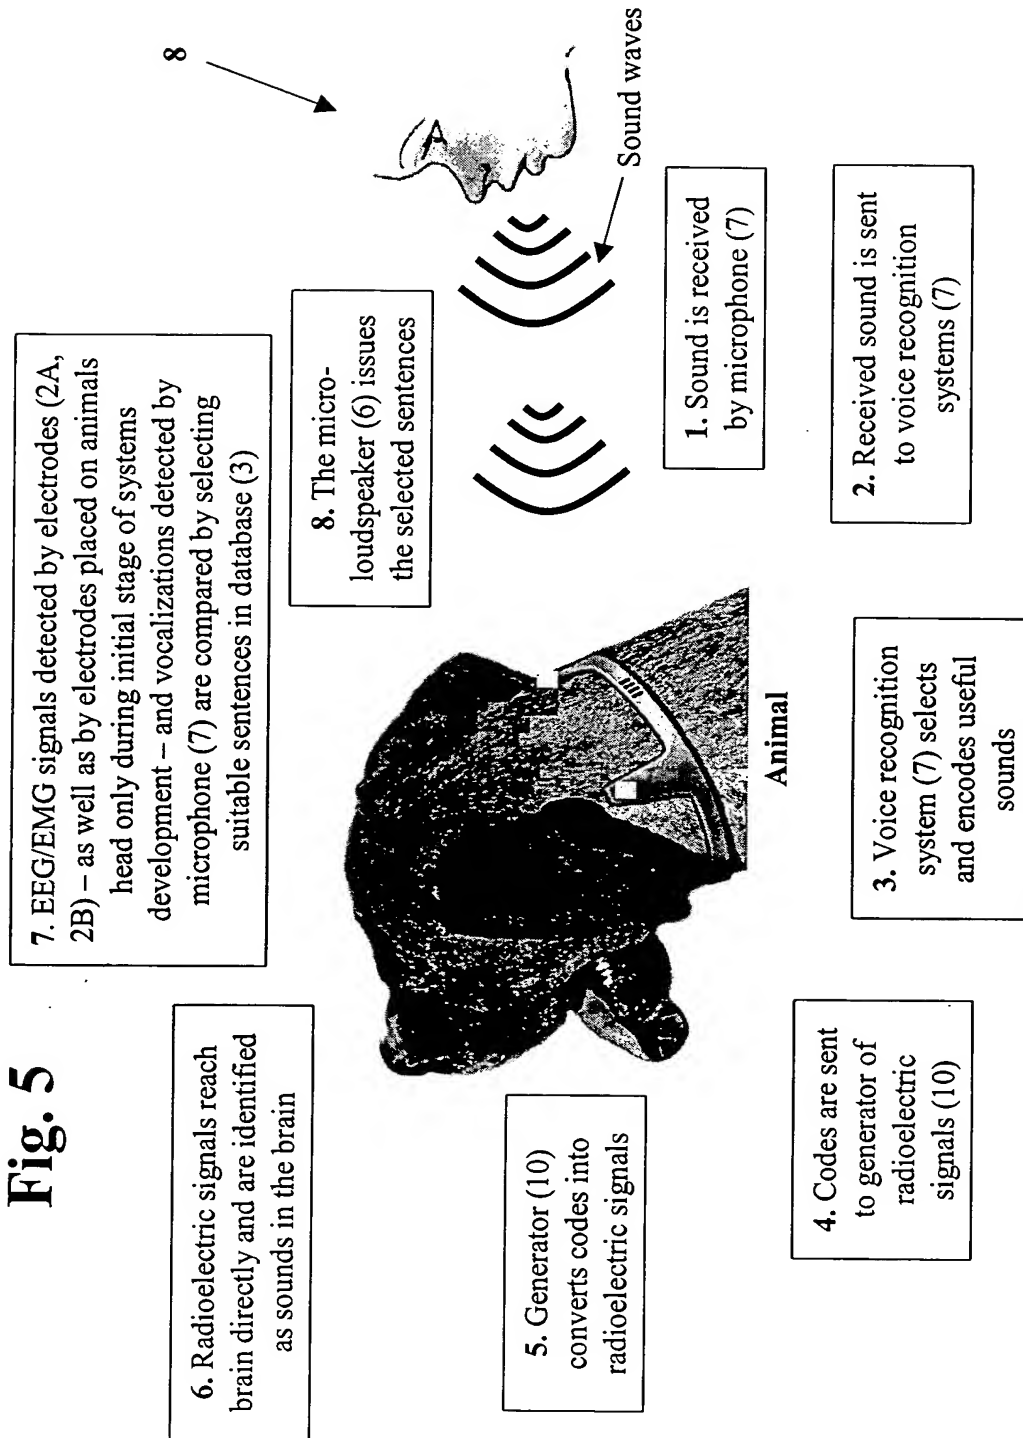 Fig. 5
7. EEG/EMG signals detected by electrodes (2A,
2B) – as well as by electrodes placed on animals
head only during initial stage of systems
development – and vocalizations detected by
microphone (7) are compared by selecting
suitable sentences in database (3)
6. Radioelectric signals reach
brain directly and are identified
as sounds in the brain
8. The micro-
loudspeaker (6) issues
the selected sentences
8
Sound waves
5. Generator (10)
converts codes into
radioelectric signals
Animal
1. Sound is received
by microphone (7)
4. Codes are sent
to generator of
radioelectric
signals (10)
3. Voice recognition
system (7) selects
and encodes useful
sounds
2. Received sound is sent
to voice recognition
systems (7)